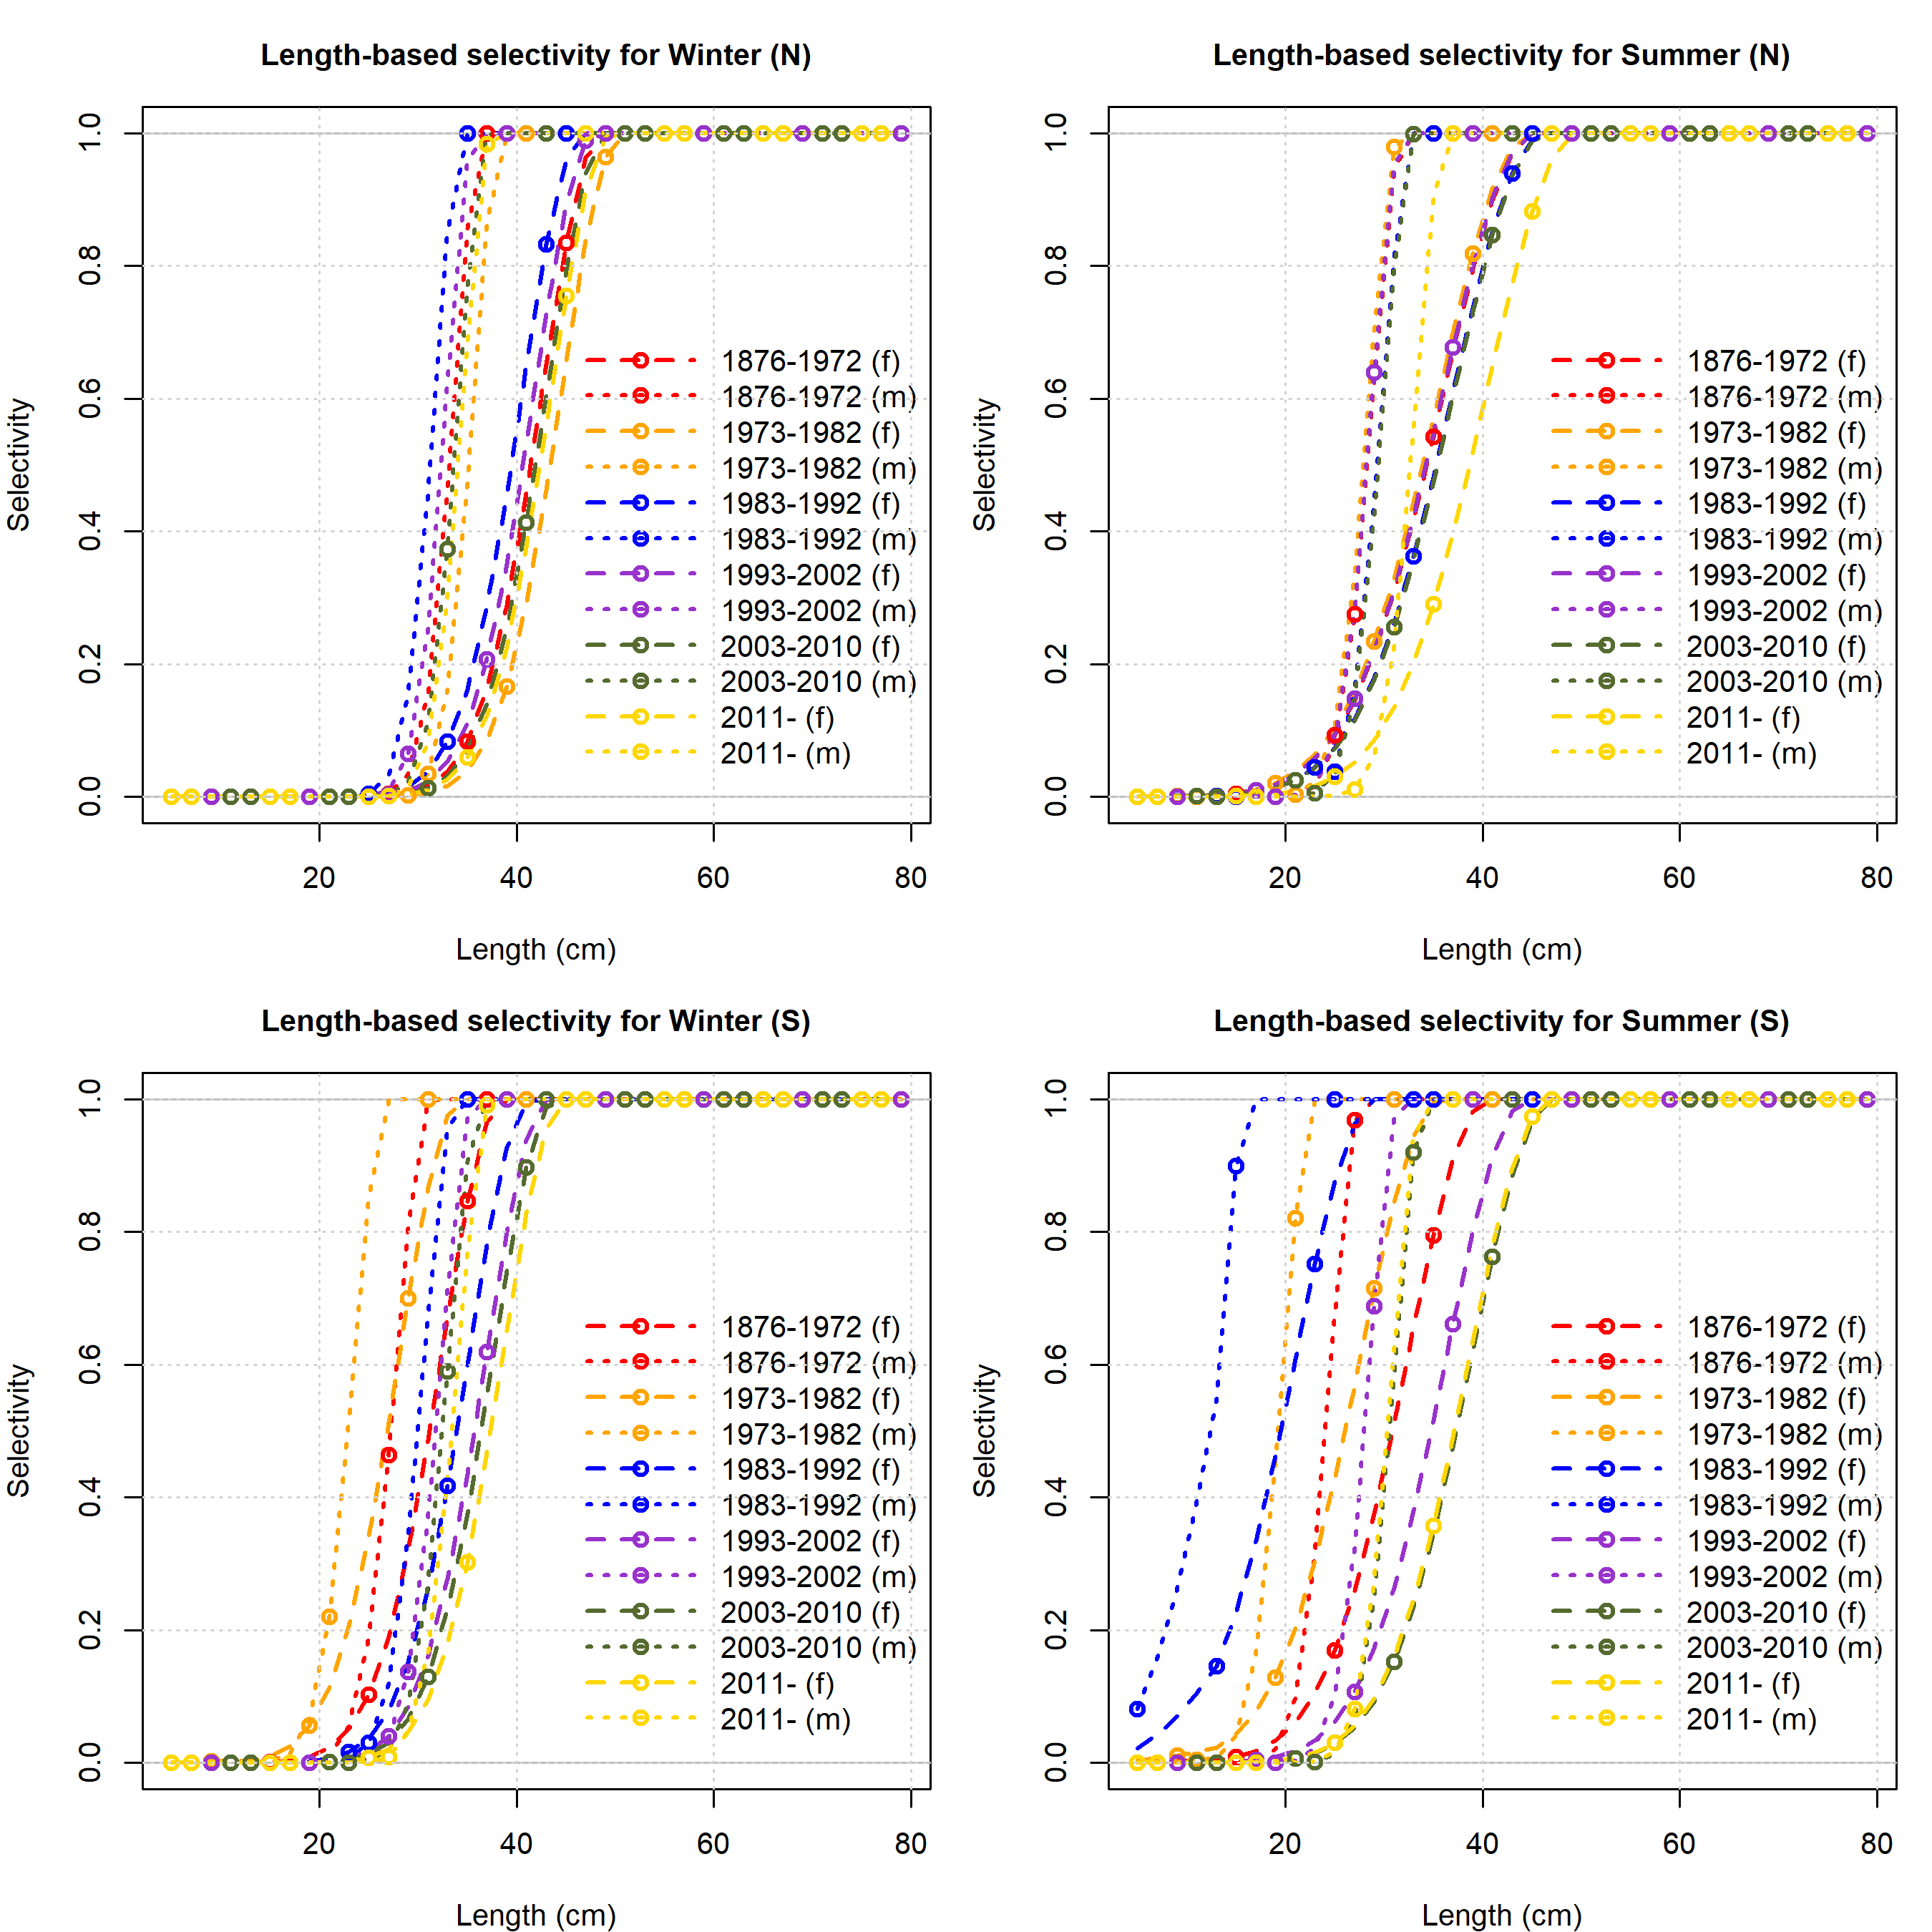 Length-based selectivity for Winter (N)
Selectivity
1.0
0.8
0.6
0.4
0.2
0.0
1876-1972 (f)
1876-1972 (m)
1973-1982 (f)
1973-1982 (m)
1983-1992 (f)
1983-1992 (m)
1993-2002 (f)
1993-2002 (m)
2003-2010 (f)
2003-2010 (m)
2011- (f)
2011- (m)
20 40 60 80
Length (cm)
Length-based selectivity for Summer (N)
Selectivity
1.0
0.8
0.6
0.4
0.2
0.0
1876-1972 (f)
1876-1972 (m)
1973-1982 (f)
1973-1982 (m)
1983-1992 (f)
1983-1992 (m)
1993-2002 (f)
1993-2002 (m)
2003-2010 (f)
2003-2010 (m)
2011- (f)
2011- (m)
20 40 60 80
Length (cm)
Length-based selectivity for Winter (S)
Selectivity
1.0
0.8
0.6
0.4
0.2
0.0
1876-1972 (f)
1876-1972 (m)
1973-1982 (f)
1973-1982 (m)
1983-1992 (f)
1983-1992 (m)
1993-2002 (f)
1993-2002 (m)
2003-2010 (f)
2003-2010 (m)
2011- (f)
2011- (m)
20 40 60 80
Length (cm)
Length-based selectivity for Summer (S)
Selectivity
1.0
0.8
0.6
0.4
0.2
0.0
1876-1972 (f)
1876-1972 (m)
1973-1982 (f)
1973-1982 (m)
1983-1992 (f)
1983-1992 (m)
1993-2002 (f)
1993-2002 (m)
2003-2010 (f)
2003-2010 (m)
2011- (f)
2011- (m)
20 40 60 80
Length (cm)